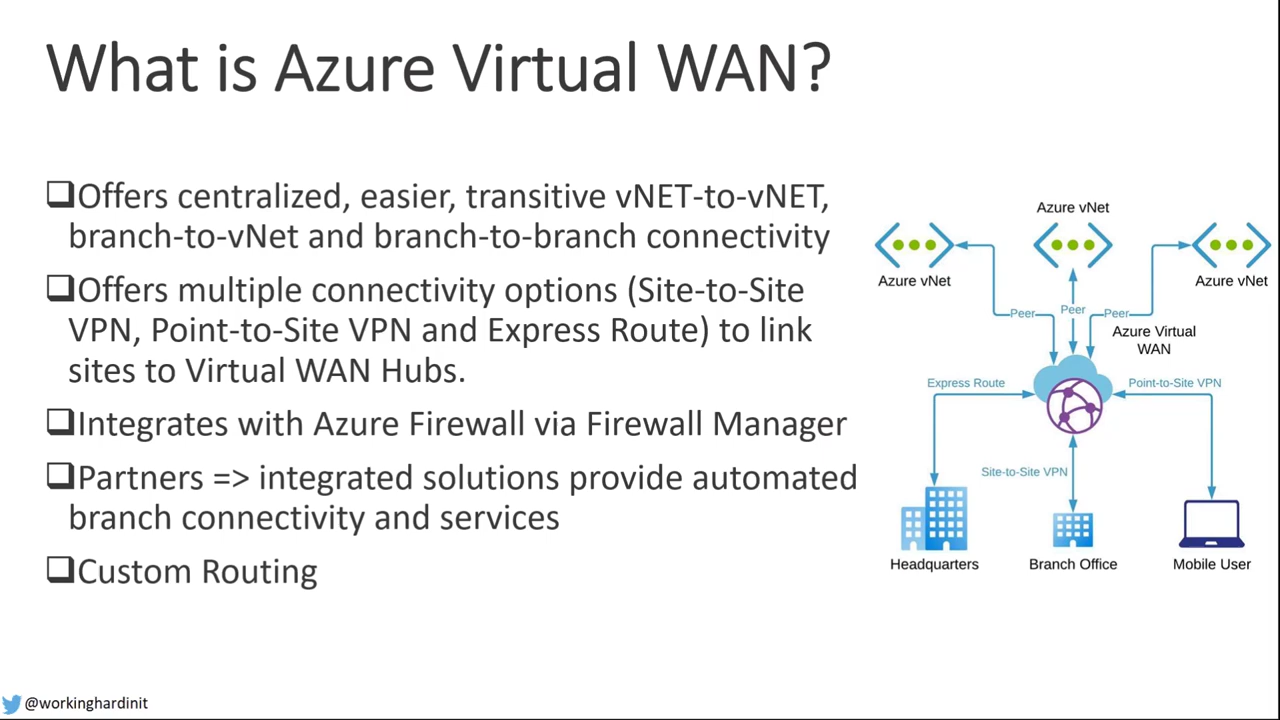 What is Azure Virtual WAN?
❑Offers centralized, easier, transitive vNET-to-vNET,
branch-to-vNet and branch-to-branch connectivity
❑Offers multiple connectivity options (Site-to-Site
VPN, Point-to-Site VPN and Express Route) to link
sites to Virtual WAN Hubs.
❑Integrates with Azure Firewall via Firewall Manager
❑Partners => integrated solutions provide automated
branch connectivity and services
❑Custom Routing
Azure vNet
Azure vNet
Azure vNet
Peer
Peer
Peer
Azure Virtual
WAN
Express Route
Point-to-Site VPN
Site-to-Site VPN
Headquarters
Branch Office
Mobile User
@workinghardinit